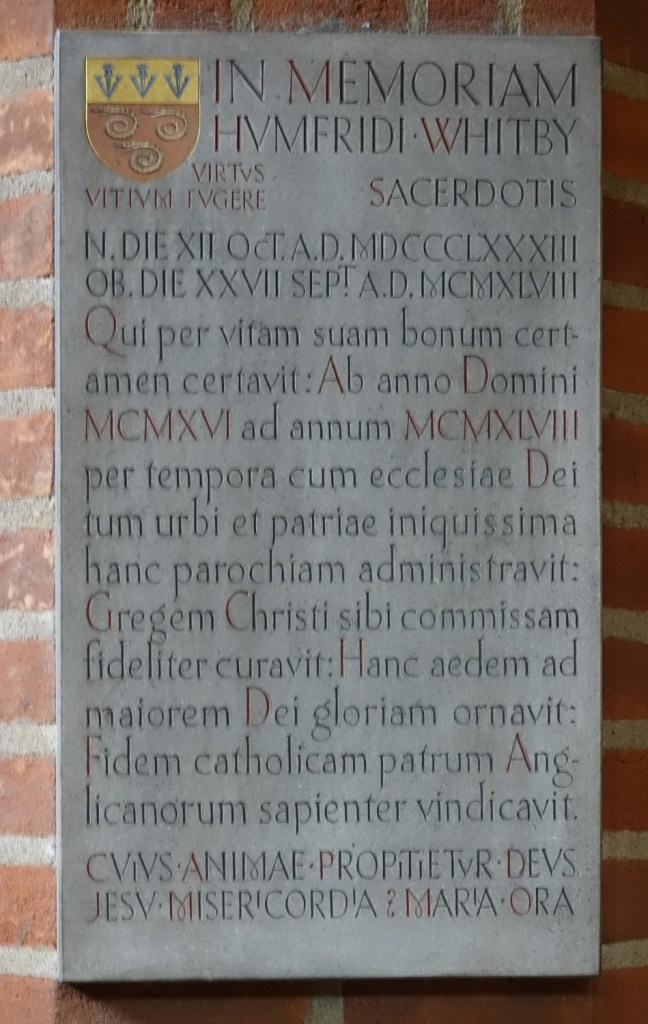 IN MEMORIAM
HVMFRIDI · WHITBY
VIRTVS
VITIVM FVGERE
SACERDOTIS
N. DIE XII OCT. A.D. MDCCCLXXXIII
OB. DIE XXVII SEPT A.D. MCMXLVIII
Qui per vitam suam bonum cert-
amen certavit: Ab anno Domini
MCMXVI ad annum MCMXLVIII
per tempora cum ecclesiae Dei
tum urbi et patriae iniquissima
hanc parochiam administravit:
Gregem Christi sibi commissam
fideliter curavit: Hanc aedem ad
maiorem Dei gloriam ornavit:
Fidem catholicam patrum Ang-
licanorum sapienter vindicavit.
CVIVS · ANIMAE · PROPITIETVR · DEVS
JESV · MISERICORDIA & MARIA · ORA